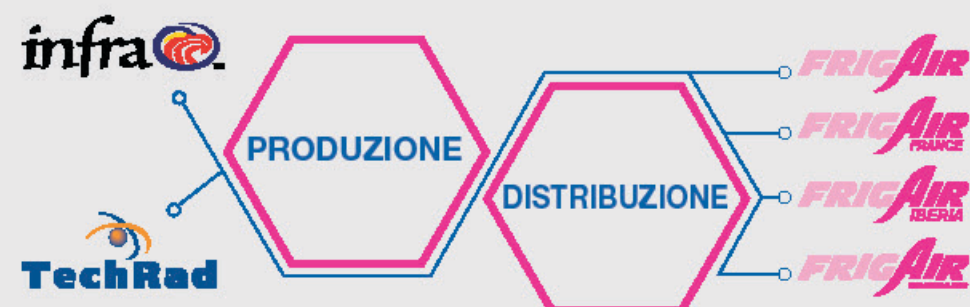 infra
PRODUZIONE
DISTRIBUZIONE
TechRad
FRIGAIR
FRIGAIR
FRANCE
FRIGAIR
IBERIA
FRIGAIR